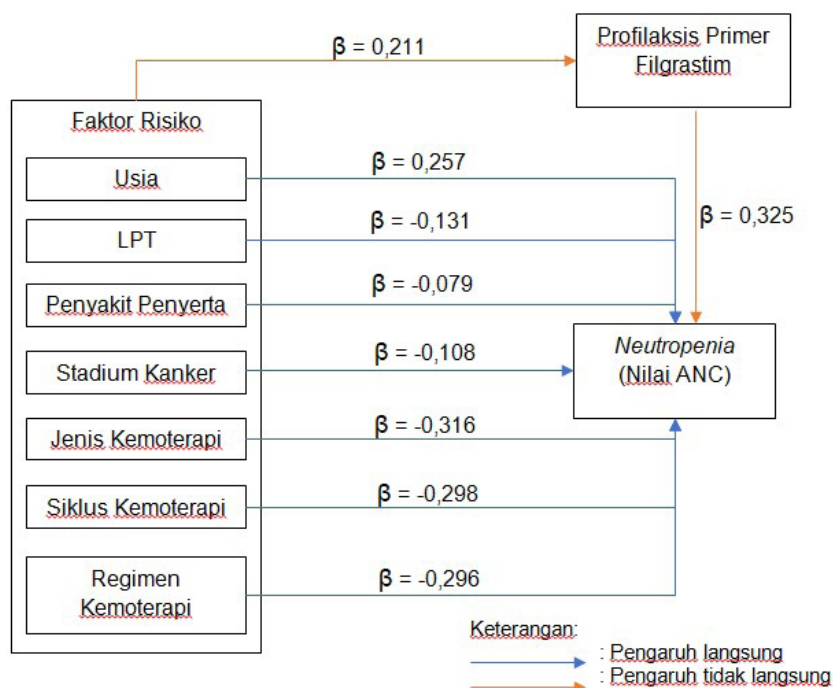 β = 0,211
Profilaksis Primer
Filgrastim
Faktor Risiko
Usia
β = 0,257
LPT
β = -0,131
β = 0,325
Penyakit Penyerta
β = -0,079
Stadium Kanker
β = -0,108
Neutropenia
(Nilai ANC)
Jenis Kemoterapi
β = -0,316
Siklus Kemoterapi
β = -0,298
Regimen
Kemoterapi
β = -0,296
Keterangan:
: Pengaruh langsung
: Pengaruh tidak langsung